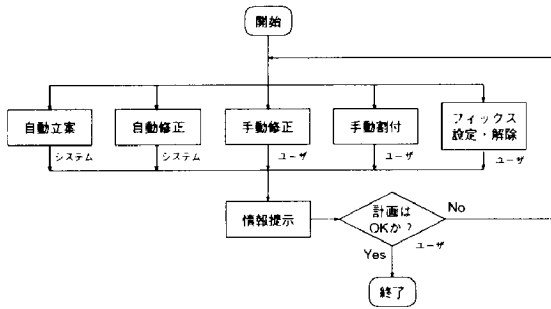 開始
自動立案
自動修正
手動修正
手動割付
フィックス
設定・解除
システム
システム
ユーザ
ユーザ
ユーザ
情報提示
計画は
OKか？
No
ユーザ
Yes
終了